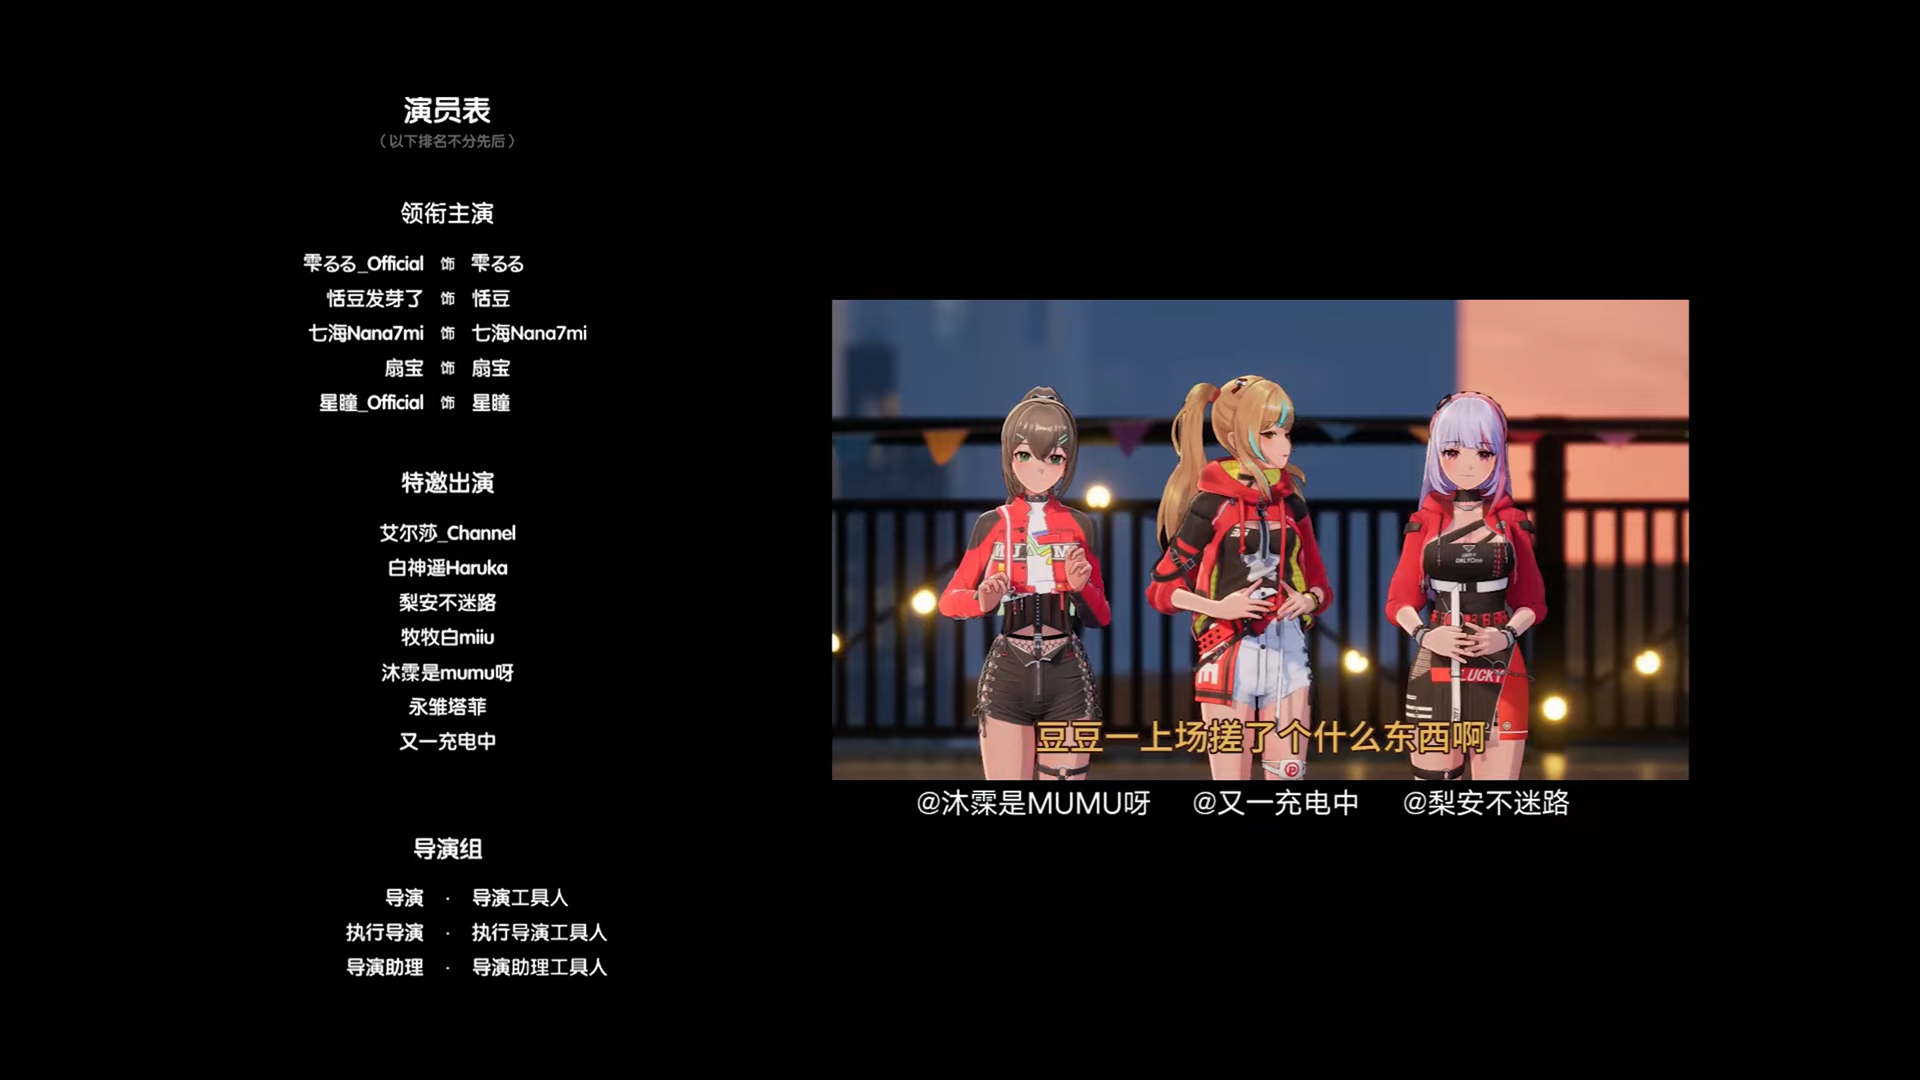 演员表
（以下排名不分先后）
领衔主演
雫るる_Official 饰 雫るる
恬豆发芽了 饰 恬豆
七海Nana7mi 饰 七海Nana7mi
扇宝 饰 扇宝
星瞳_Official 饰 星瞳
特邀出演
艾尔莎_Channel
白神遥Haruka
梨安不迷路
牧牧白miiu
沐霂是mumu呀
永雏塔菲
又一充电中
导演组
导演 · 导演工具人
执行导演 · 执行导演工具人
导演助理 · 导演助理工具人
LUCKY
豆豆一上场搓了个什么东西啊
@沐霂是MUMU呀 @又一充电中 @梨安不迷路